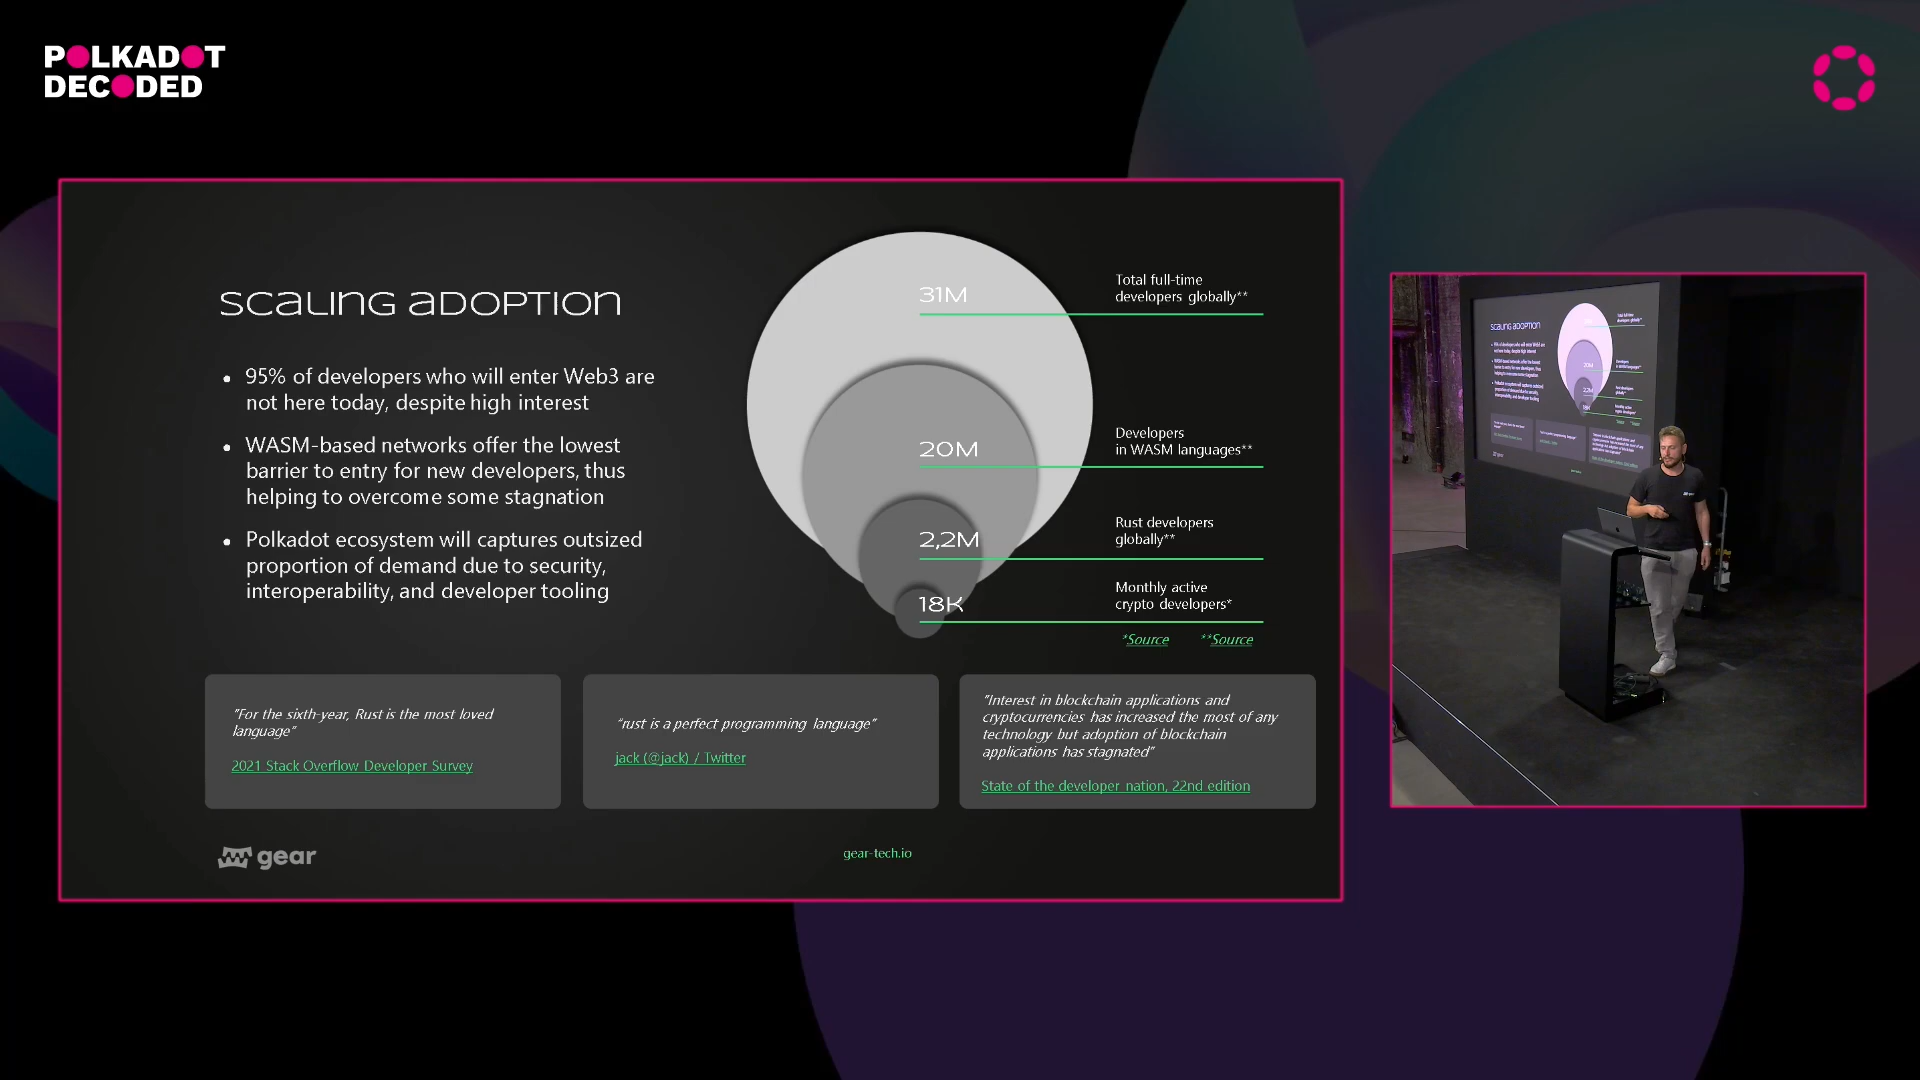 POLKADOT
DECODED
scaling adoption
• 95% of developers who will enter Web3 are
not here today, despite high interest
• WASM-based networks offer the lowest
barrier to entry for new developers, thus
helping to overcome some stagnation
• Polkadot ecosystem will captures outsized
proportion of demand due to security,
interoperability, and developer tooling
31M
Total full-time
developers globally**
20M
Developers
in WASM languages**
2,2M
Rust developers
globally**
18K
Monthly active
crypto developers*
*Source **Source
"For the sixth-year, Rust is the most loved
language"
2021 Stack Overflow Developer Survey
"rust is a perfect programming language"
jack (@jack) / Twitter
"Interest in blockchain applications and
cryptocurrencies has increased the most of any
technology but adoption of blockchain
applications has stagnated"
State of the developer nation, 22nd edition
gear
gear-tech.io
scaling adoption
20M
2,2M
18K